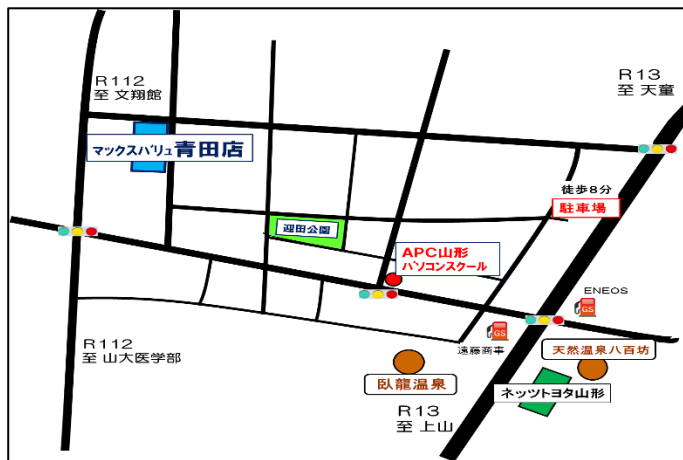 R13
至 天童
R112
至 文翔館
マックスバリュ青田店
徒歩8分
駐車場
迎田公園
APC山形
パソコンスクール
ENEOS
GS
GS
遠藤商事
天然温泉八百坊
R112
至 山大医学部
臥龍温泉
ネッツトヨタ山形
R13
至 上山